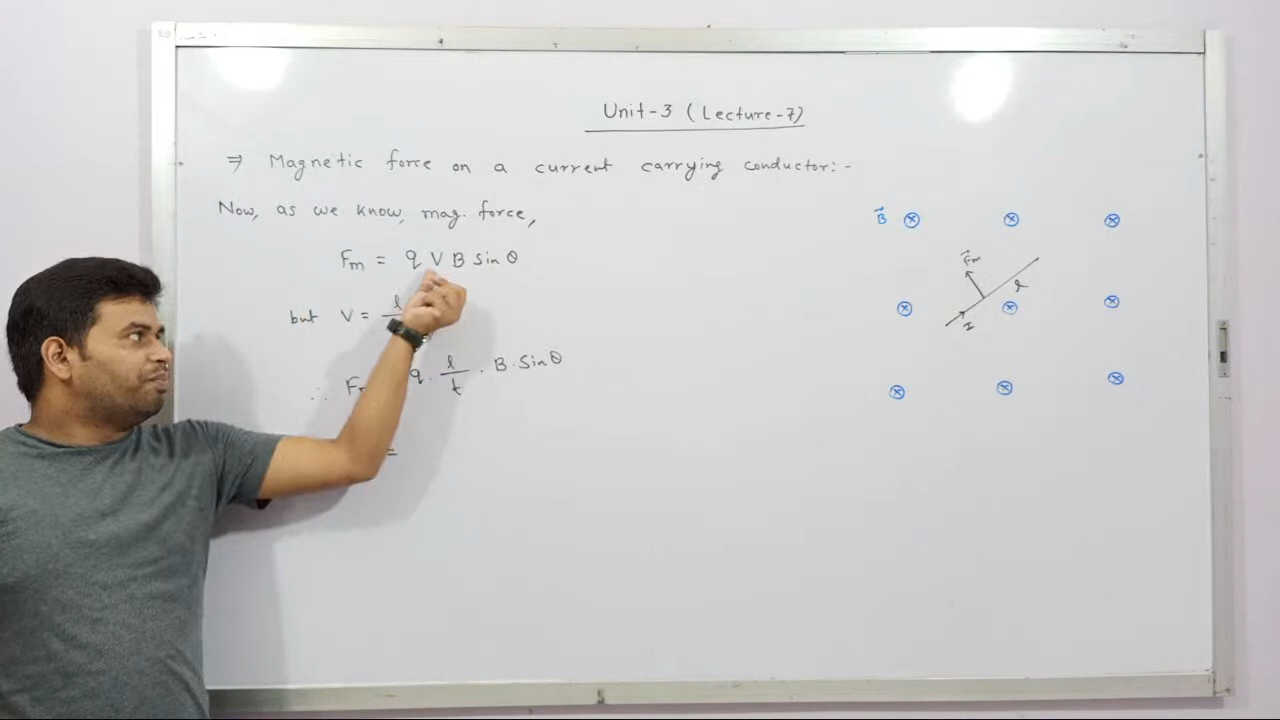 Unit-3 (Lecture-7)
⇒ Magnetic force on a current carrying conductor:-
Now, as we know, mag. force,
Fm = q V B Sin θ
but V = l
∴ F q. l/t . B. Sin θ
=
B⃗ ⊗ ⊗ ⊗
F⃗m
l
⊗ ⊗ ⊗
I
⊗ ⊗ ⊗